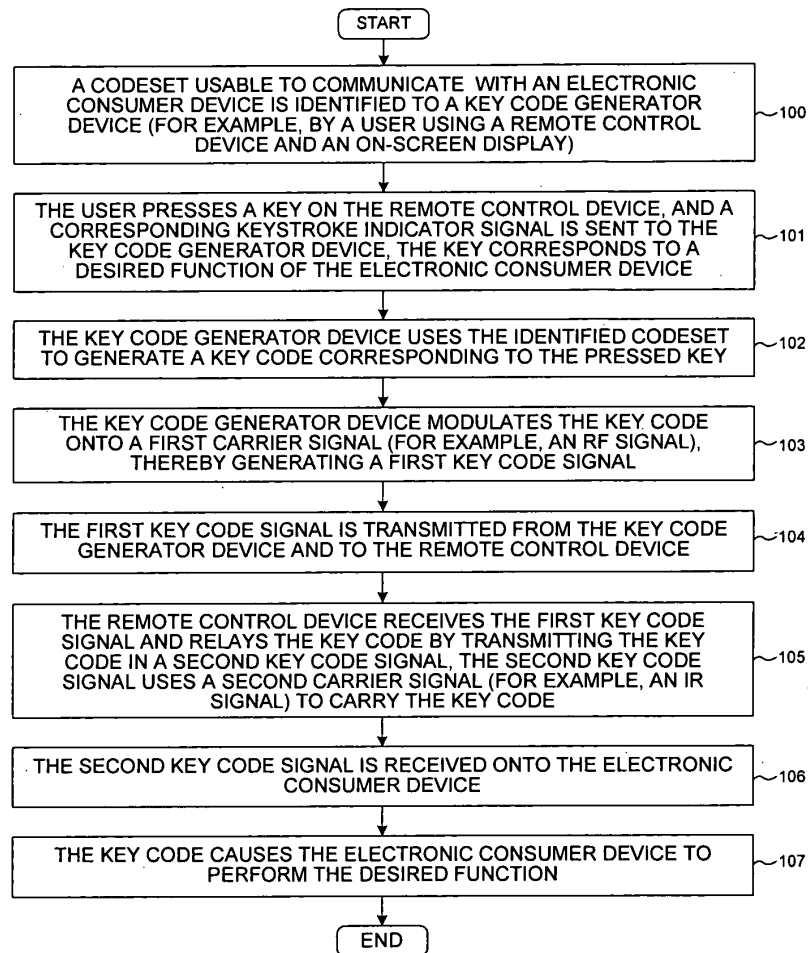 START
A CODESET USABLE TO COMMUNICATE WITH AN ELECTRONIC
CONSUMER DEVICE IS IDENTIFIED TO A KEY CODE GENERATOR
DEVICE (FOR EXAMPLE, BY A USER USING A REMOTE CONTROL
DEVICE AND AN ON-SCREEN DISPLAY)
100
THE USER PRESSES A KEY ON THE REMOTE CONTROL DEVICE, AND A
CORRESPONDING KEYSTROKE INDICATOR SIGNAL IS SENT TO THE
KEY CODE GENERATOR DEVICE, THE KEY CORRESPONDS TO A
DESIRED FUNCTION OF THE ELECTRONIC CONSUMER DEVICE
101
THE KEY CODE GENERATOR DEVICE USES THE IDENTIFIED CODESET
TO GENERATE A KEY CODE CORRESPONDING TO THE PRESSED KEY
102
THE KEY CODE GENERATOR DEVICE MODULATES THE KEY CODE
ONTO A FIRST CARRIER SIGNAL (FOR EXAMPLE, AN RF SIGNAL),
THEREBY GENERATING A FIRST KEY CODE SIGNAL
103
THE FIRST KEY CODE SIGNAL IS TRANSMITTED FROM THE KEY CODE
GENERATOR DEVICE AND TO THE REMOTE CONTROL DEVICE
104
THE REMOTE CONTROL DEVICE RECEIVES THE FIRST KEY CODE
SIGNAL AND RELAYS THE KEY CODE BY TRANSMITTING THE KEY
CODE IN A SECOND KEY CODE SIGNAL, THE SECOND KEY CODE
SIGNAL USES A SECOND CARRIER SIGNAL (FOR EXAMPLE, AN IR
SIGNAL) TO CARRY THE KEY CODE
105
THE SECOND KEY CODE SIGNAL IS RECEIVED ONTO THE ELECTRONIC
CONSUMER DEVICE
106
THE KEY CODE CAUSES THE ELECTRONIC CONSUMER DEVICE TO
PERFORM THE DESIRED FUNCTION
107
END